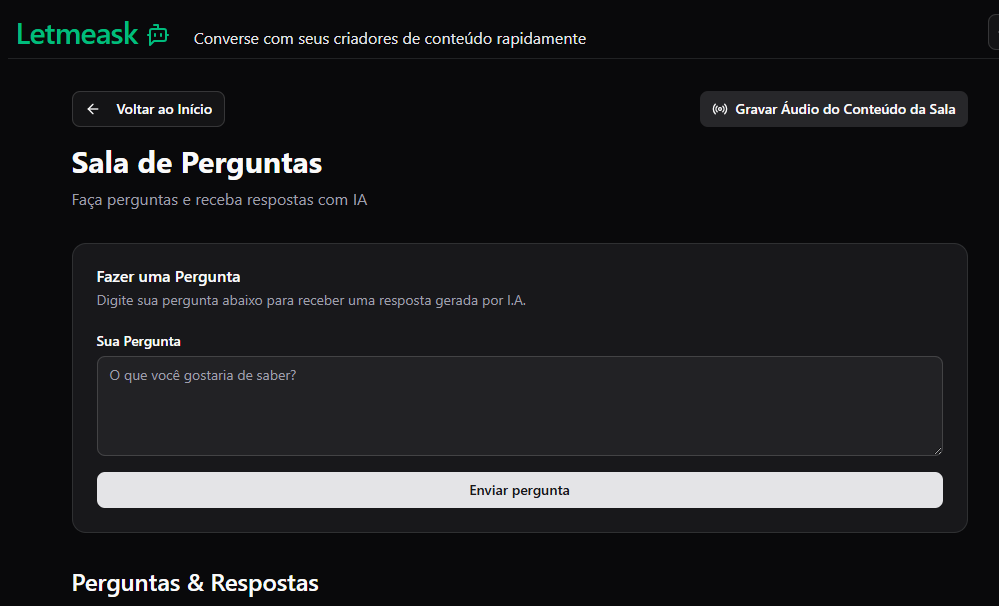 Letmeask
Converse com seus criadores de conteúdo rapidamente
Voltar ao Início
Gravar Áudio do Conteúdo da Sala
Sala de Perguntas
Faça perguntas e receba respostas com IA
Fazer uma Pergunta
Digite sua pergunta abaixo para receber uma resposta gerada por I.A.
Sua Pergunta
O que você gostaria de saber?
Enviar pergunta
Perguntas & Respostas